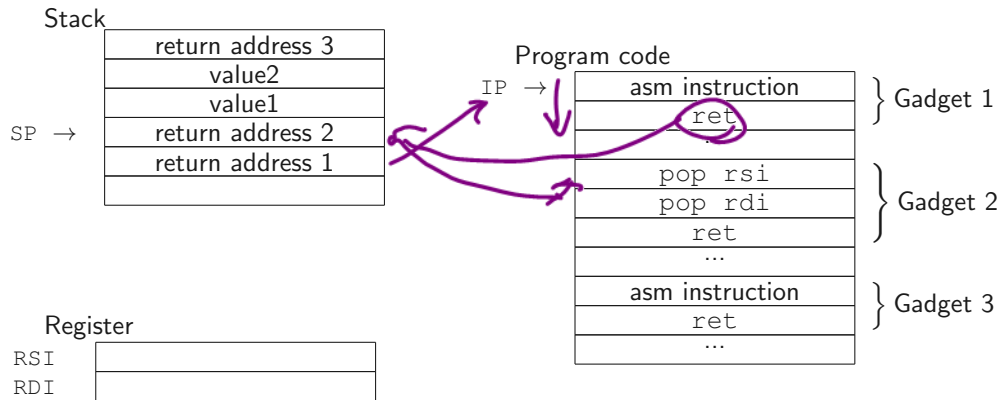 Stack
return address 3
value2
value1
SP → return address 2
return address 1
Register
RSI
RDI
Program code
IP → asm instruction
ret
...
pop rsi
pop rdi
ret
...
asm instruction
ret
...
Gadget 1
Gadget 2
Gadget 3